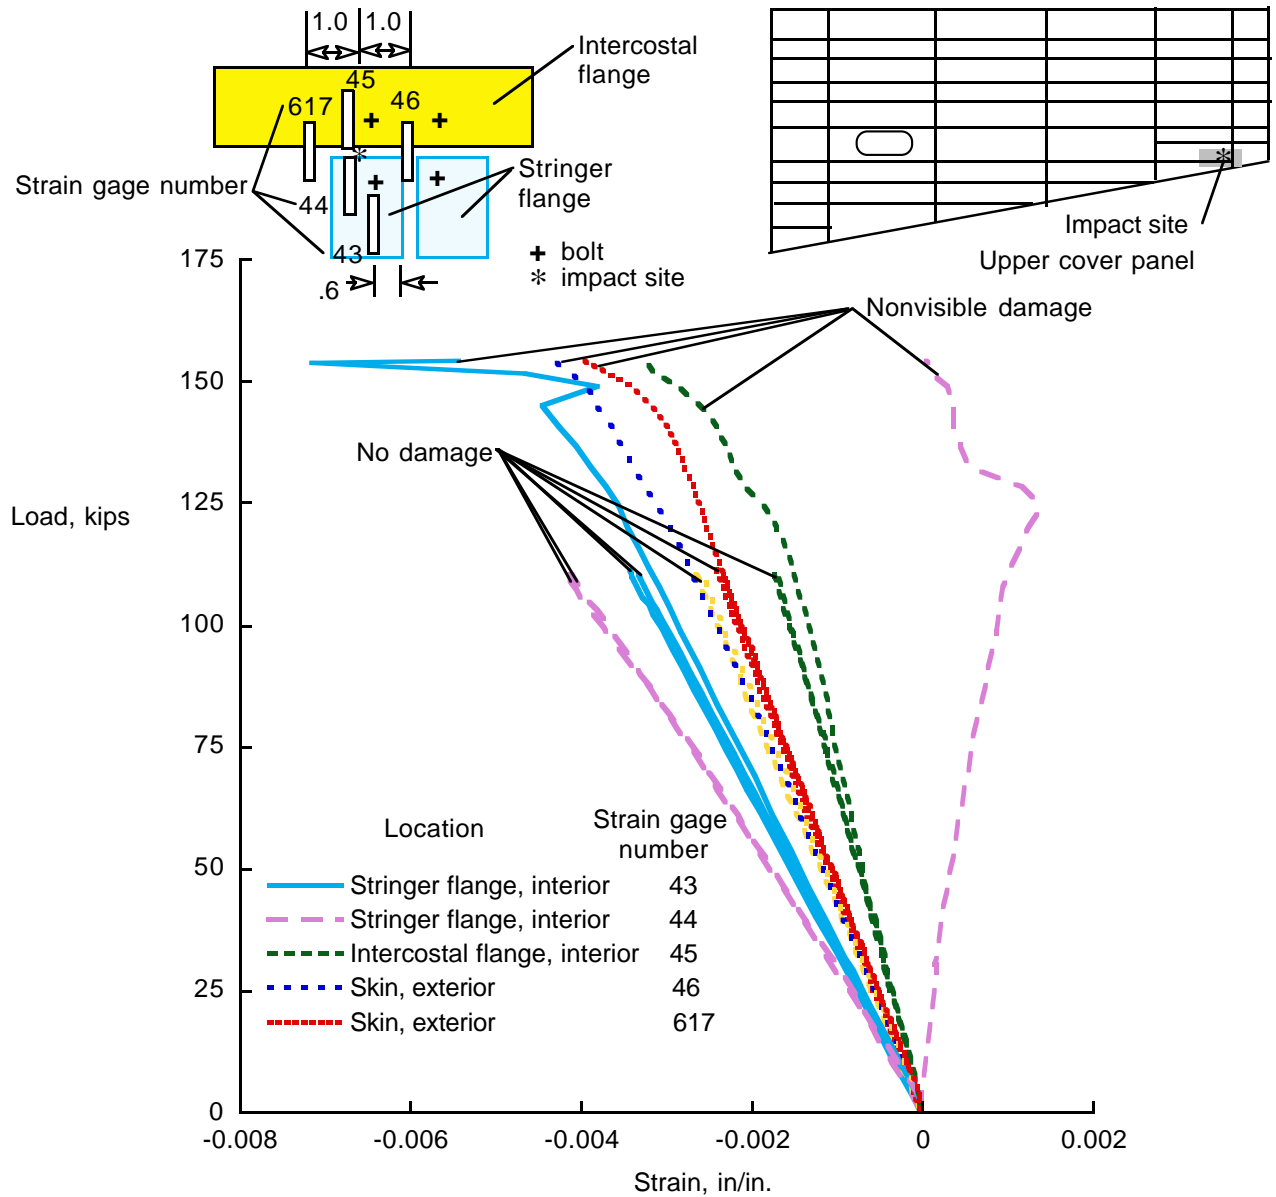 1.0 1.0
Intercostal
flange
45
617
46
Strain gage number
Stringer
flange
44
43
.6
+ bolt
* impact site
Impact site
Upper cover panel
Nonvisible damage
No damage
Load, kips
175
150
125
100
75
50
25
0
Location
Strain gage
number
Stringer flange, interior 43
Stringer flange, interior 44
Intercostal flange, interior 45
Skin, exterior 46
Skin, exterior 617
-0.008 -0.006 -0.004 -0.002 0 0.002
Strain, in/in.